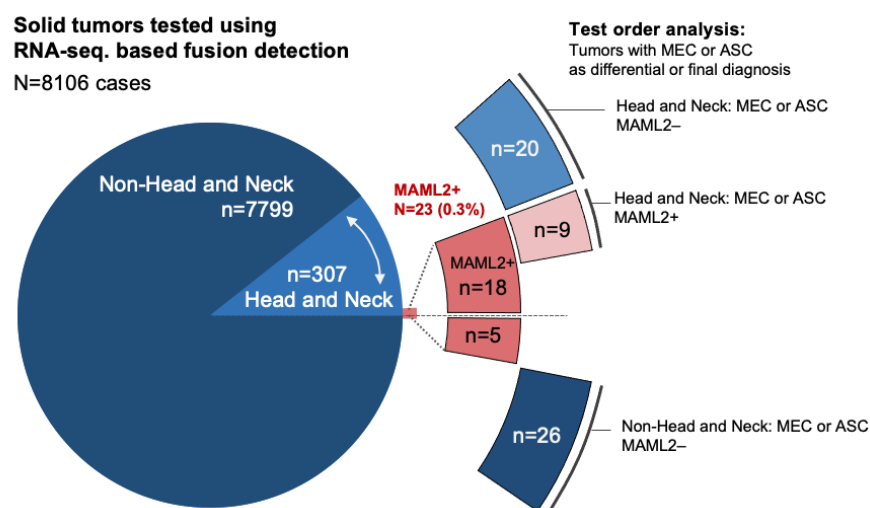 Solid tumors tested using
RNA-seq. based fusion detection
N=8106 cases
Test order analysis:
Tumors with MEC or ASC
as differential or final diagnosis
Head and Neck: MEC or ASC
MAML2–
n=20
Non-Head and Neck
n=7799
MAML2+
N=23 (0.3%)
Head and Neck: MEC or ASC
MAML2+
n=9
n=307
Head and Neck
MAML2+
n=18
n=5
n=26
Non-Head and Neck: MEC or ASC
MAML2–